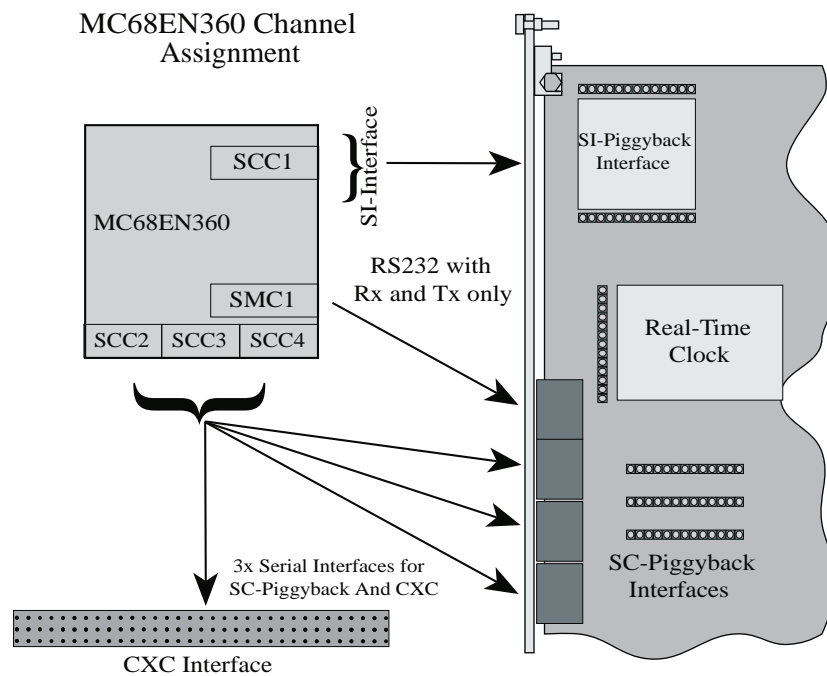 MC68EN360 Channel
Assignment
SCC1
MC68EN360
SMC1
SCC2
SCC3
SCC4
SI-Interface
SI-Piggyback
Interface
RS232 with
Rx and Tx only
Real-Time
Clock
3x Serial Interfaces for
SC-Piggyback And CXC
SC-Piggyback
Interfaces
CXC Interface